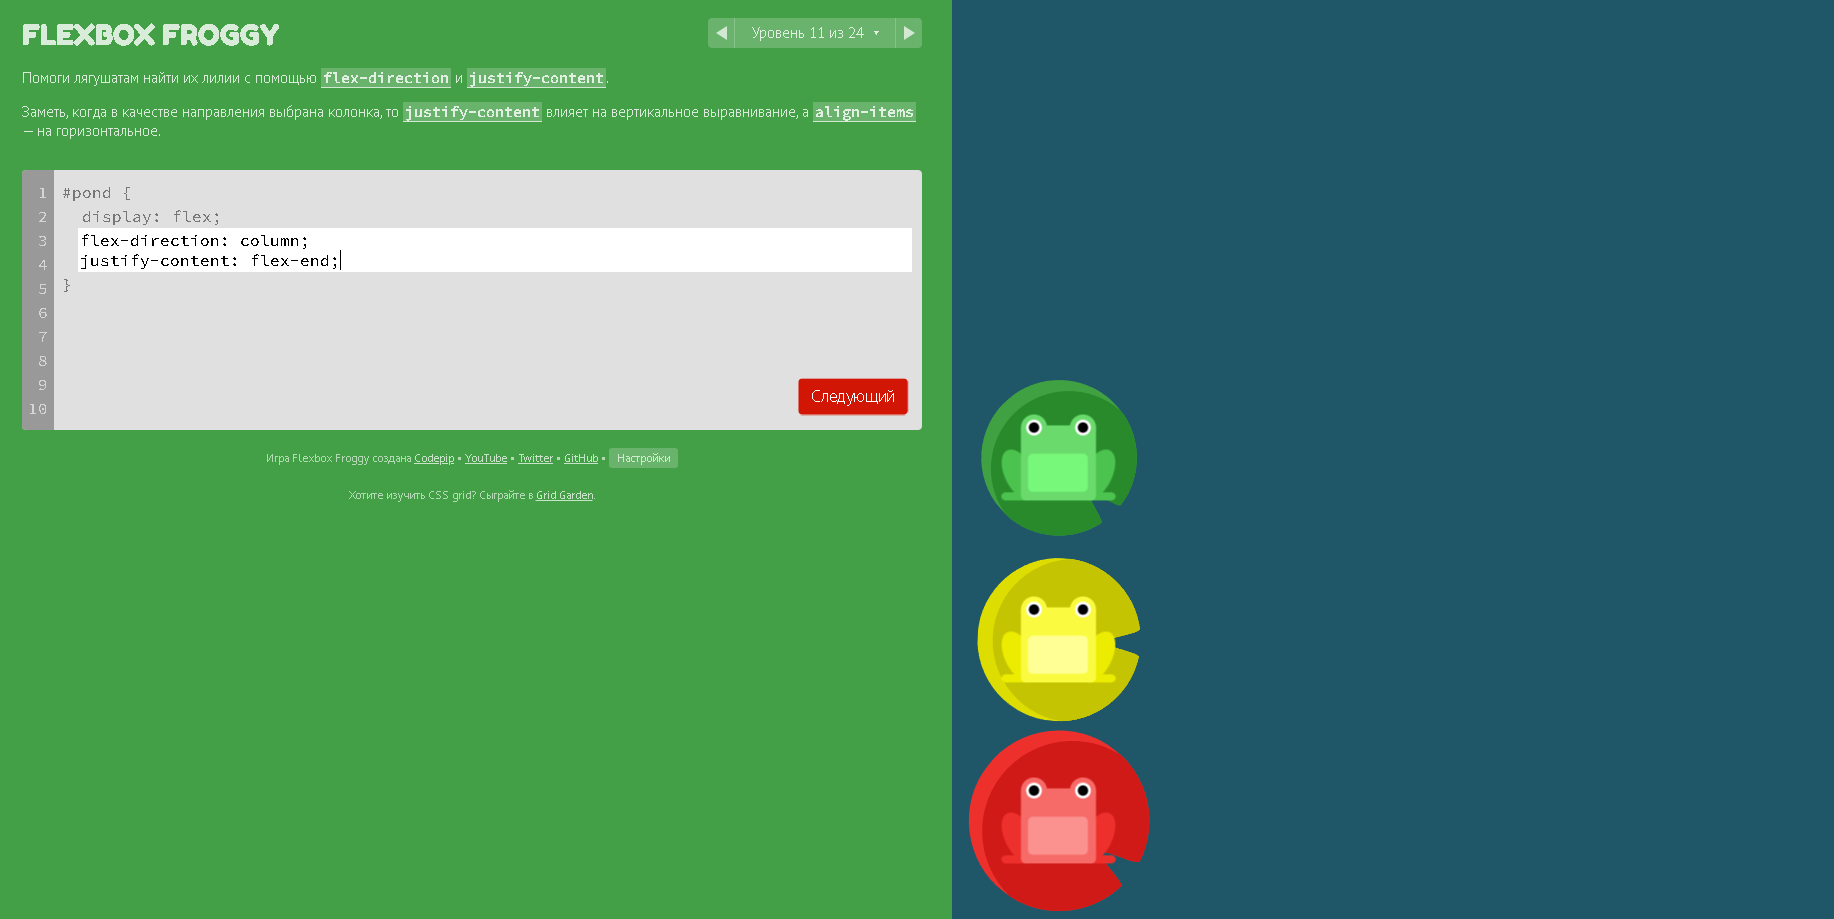 FLEXBOX FROGGY
Уровень 11 из 24
Помоги лягушатам найти их лилии с помощью flex-direction и justify-content.
Заметь, когда в качестве направления выбрана колонка, то justify-content влияет на вертикальное выравнивание, а align-items
— на горизонтальное.
1 #pond {
2 display: flex;
3 flex-direction: column;
4 justify-content: flex-end;
5 }
6
7
8
9
10
Следующий
Игра Flexbox Froggy создана Codepip • YouTube • Twitter • GitHub • Настройки
Хотите изучить CSS grid? Сыграйте в Grid Garden.